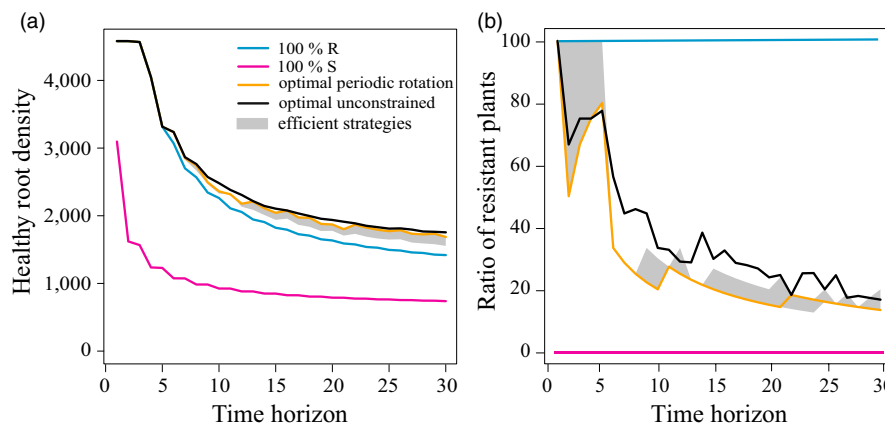 (a)
Healthy root density
4,000
3,000
2,000
1,000
0
0 5 10 15 20 25 30
Time horizon
100 % R
100 % S
optimal periodic rotation
optimal unconstrained
efficient strategies
(b)
Ratio of resistant plants
100
80
60
40
20
0
0 5 10 15 20 25 30
Time horizon